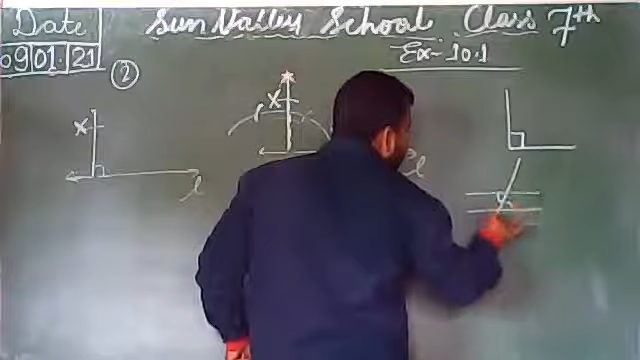 Date
Sun Valley School Class 7th
09 01. 21
Ex- 10.1
2
X
X
l
l